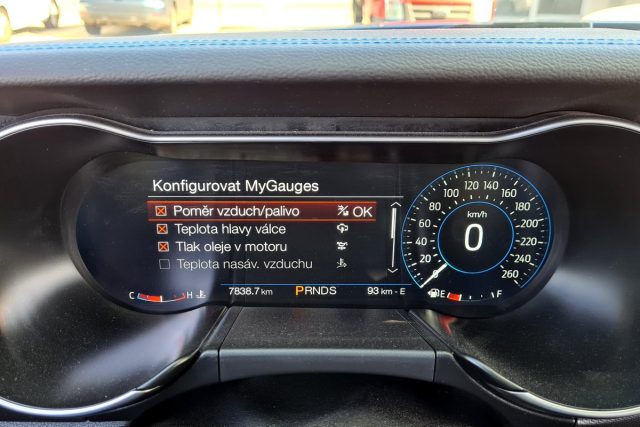 Konfigurovat MyGauges
Poměr vzduch/palivo OK
Teplota hlavy válce
Tlak oleje v motoru
Teplota nasáv. vzduchu
C H
7838.7 km PRNDS 93 km - E
E F
km/h
0
0 20 40 60 80 100 120 140 160 180 200 220 240 260